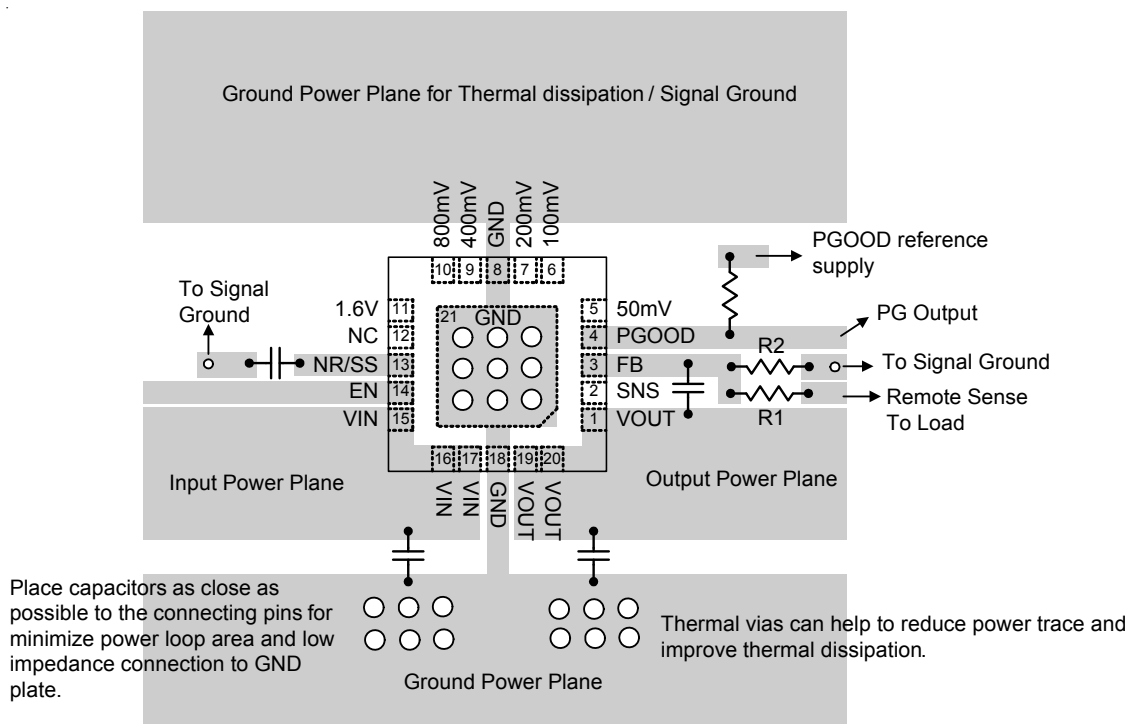 Ground Power Plane for Thermal dissipation / Signal Ground
800mV
400mV
GND
200mV
100mV
10
9
8
7
6
PGOOD reference
supply
To Signal
Ground
1.6V
11
21
GND
5
50mV
PG Output
NC
12
4
PGOOD
R2
NR/SS
13
3
FB
To Signal Ground
EN
14
2
SNS
Remote Sense
To Load
VIN
15
1
VOUT
R1
16
17
18
19
20
Input Power Plane
Output Power Plane
VIN
VIN
GND
VOUT
VOUT
Place capacitors as close as
possible to the connecting pins for
minimize power loop area and low
impedance connection to GND
plate.
Thermal vias can help to reduce power trace and
improve thermal dissipation.
Ground Power Plane